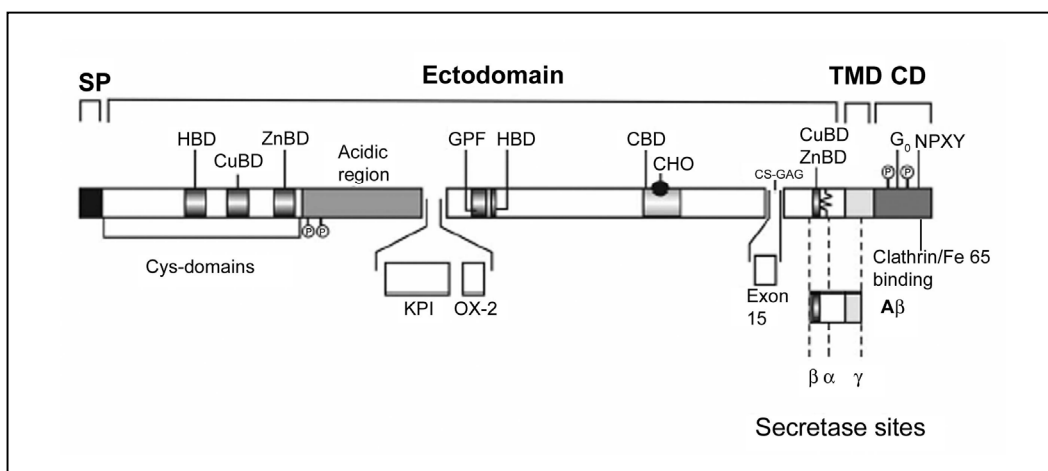 SP
Ectodomain
TMD CD
HBD
CuBD
ZnBD
Acidic
region
GPF
HBD
CBD
CHO
CS-GAG
CuBD
ZnBD
G₀ NPXY
P
P
P P
Cys-domains
KPI
OX-2
Exon
15
Clathrin/Fe 65
binding
Aβ
β α γ
Secretase sites